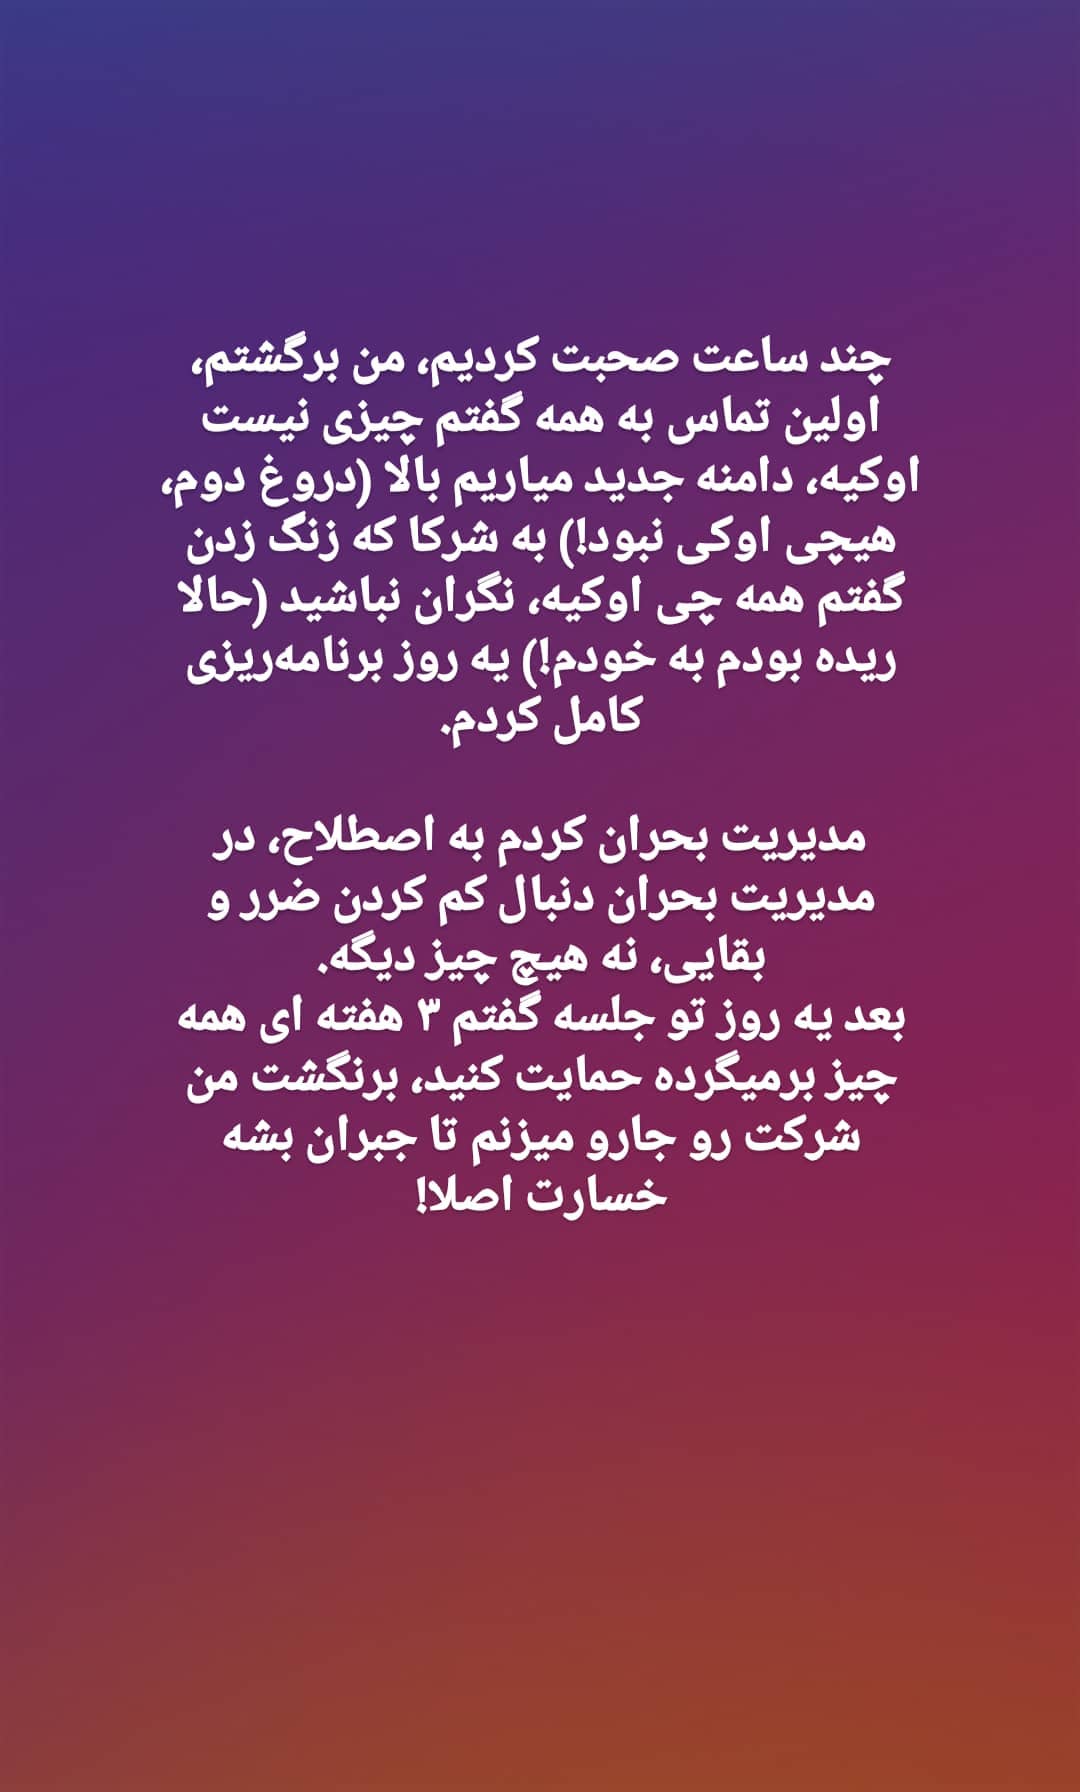 چند ساعت صحبت کردیم، من برگشتم،
اولین تماس به همه گفتم چیزی نیست
اوکیه، دامنه جدید میاریم بالا (دروغ دوم،
هیچی اوکی نبود!) به شرکا که زنگ زدن
گفتم همه چی اوکیه، نگران نباشید (حالا
ریده بودم به خودم!) یه روز برنامه‌ریزی
کامل کردم.
مدیریت بحران کردم به اصطلاح، در
مدیریت بحران دنبال کم کردن ضرر و
بقایی، نه هیچ چیز دیگه.
بعد یه روز تو جلسه گفتم ۳ هفته ای همه
چیز برمیگرده حمایت کنید، برنگشت من
شرکت رو جارو میزنم تا جبران بشه
خسارت اصلا!